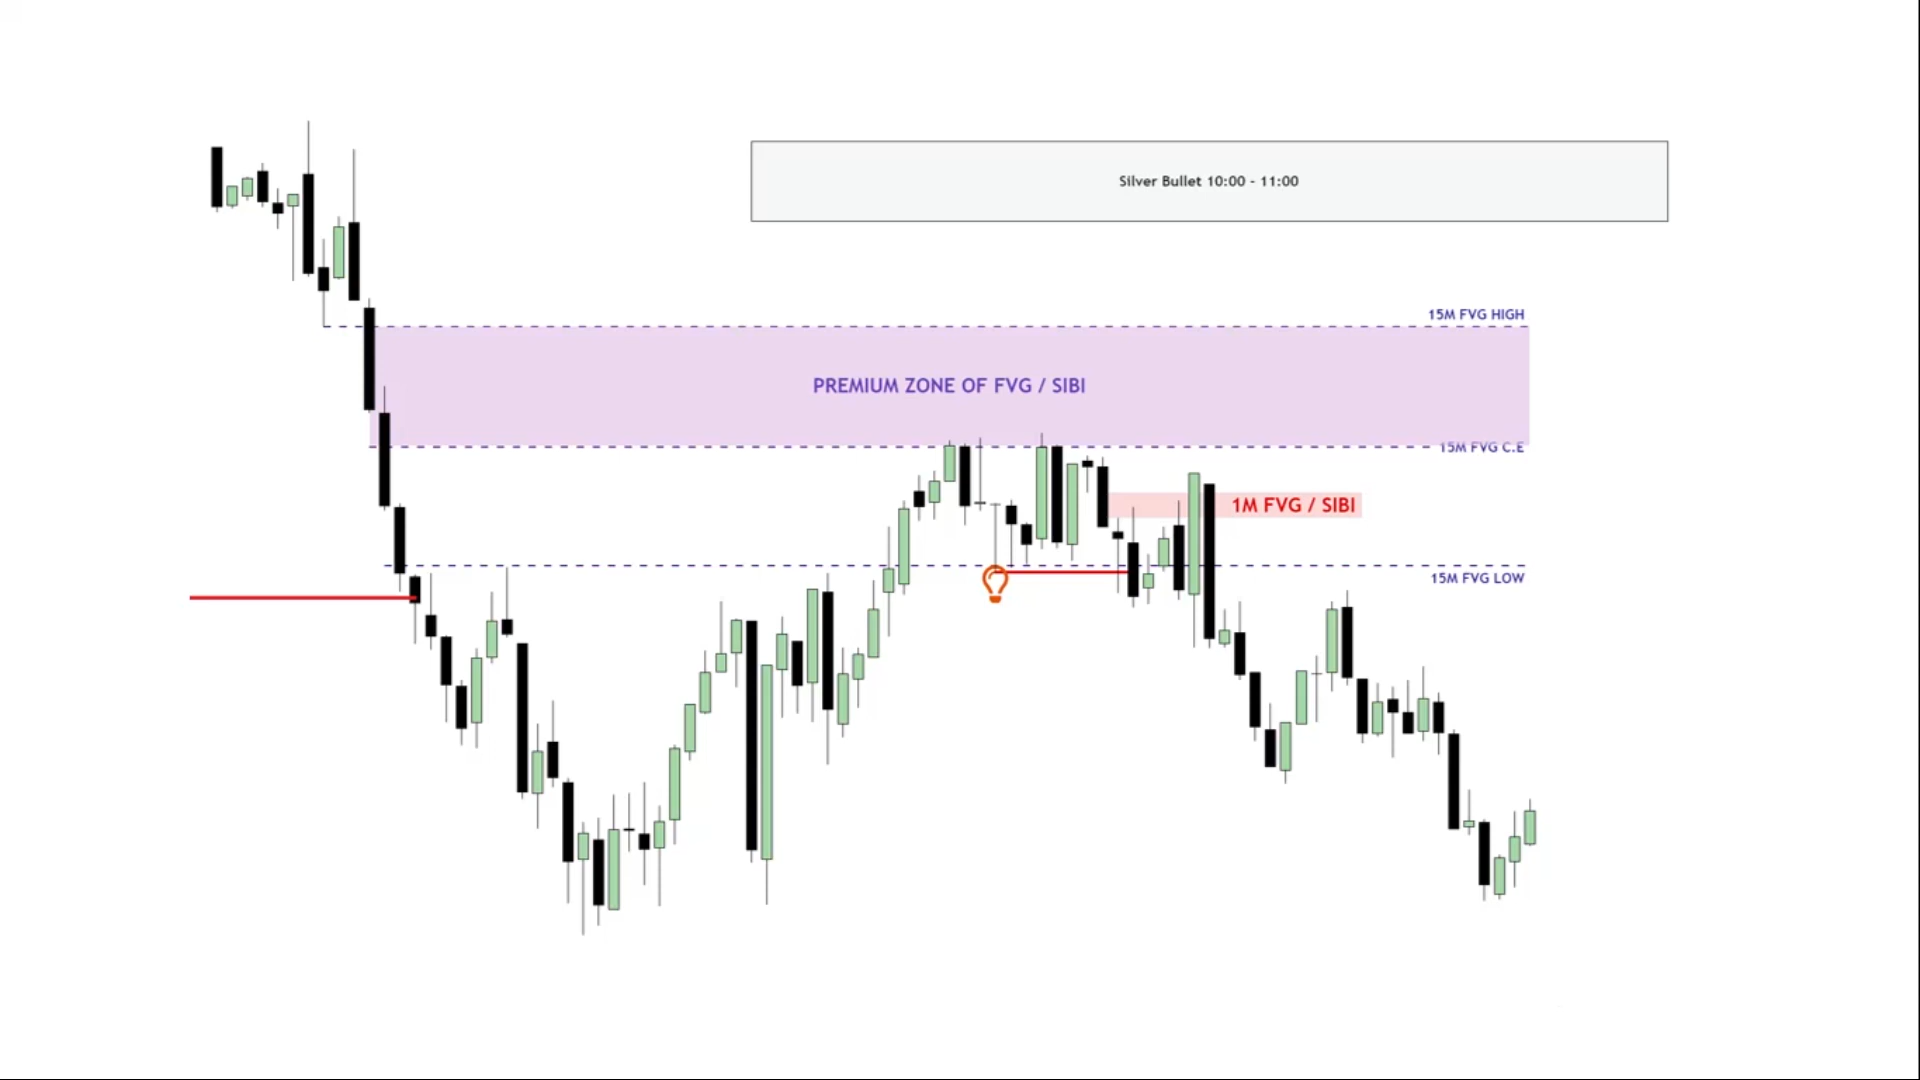 Silver Bullet 10:00 - 11:00
15M FVG HIGH
PREMIUM ZONE OF FVG / SIBI
15M FVG C.E
1M FVG / SIBI
15M FVG LOW